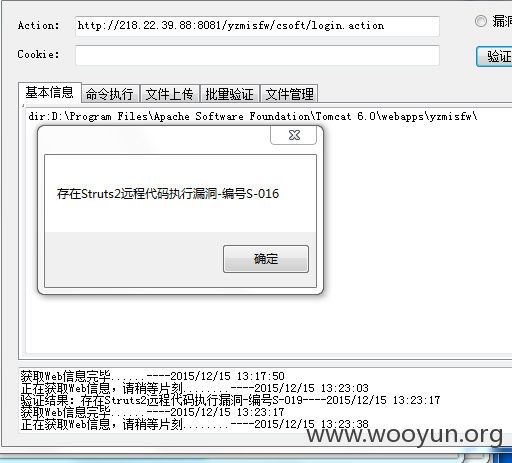 Action: http://218.22.39.88:8081/yzmisfw/csoft/login.action
漏
Cookie:
验证
基本信息 命令执行 文件上传 批量验证 文件管理
dir:D:\Program Files\Apache Software Foundation\Tomcat 6.0\webapps\yzmisfw\
存在Struts2远程代码执行漏洞-编号S-016
确定
获取Web信息完毕......----2015/12/15 13:17:50
正在获取Web信息，请稍等片刻........----2015/12/15 13:23:03
验证结果：存在Struts2远程代码执行漏洞-编号S-019----2015/12/15 13:23:17
获取Web信息完毕......----2015/12/15 13:23:17
正在获取Web信息，请稍等片刻........----2015/12/15 13:23:38
www.wooyun.org